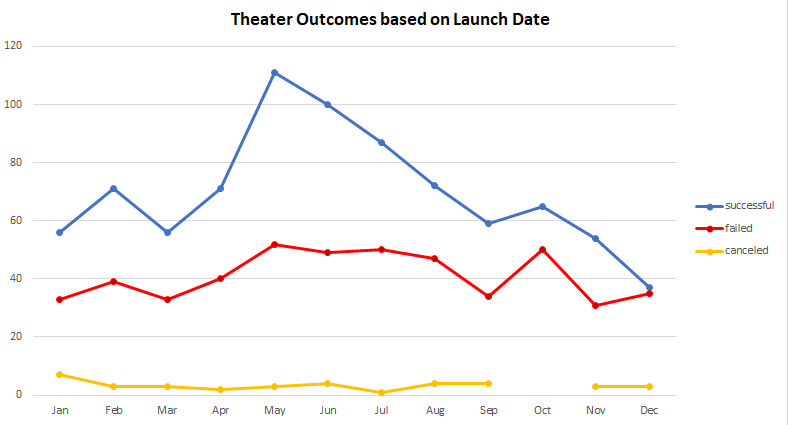 Theater Outcomes based on Launch Date
120
100
80
60
40
20
0
Jan Feb Mar Apr May Jun Jul Aug Sep Oct Nov Dec
successful
failed
canceled